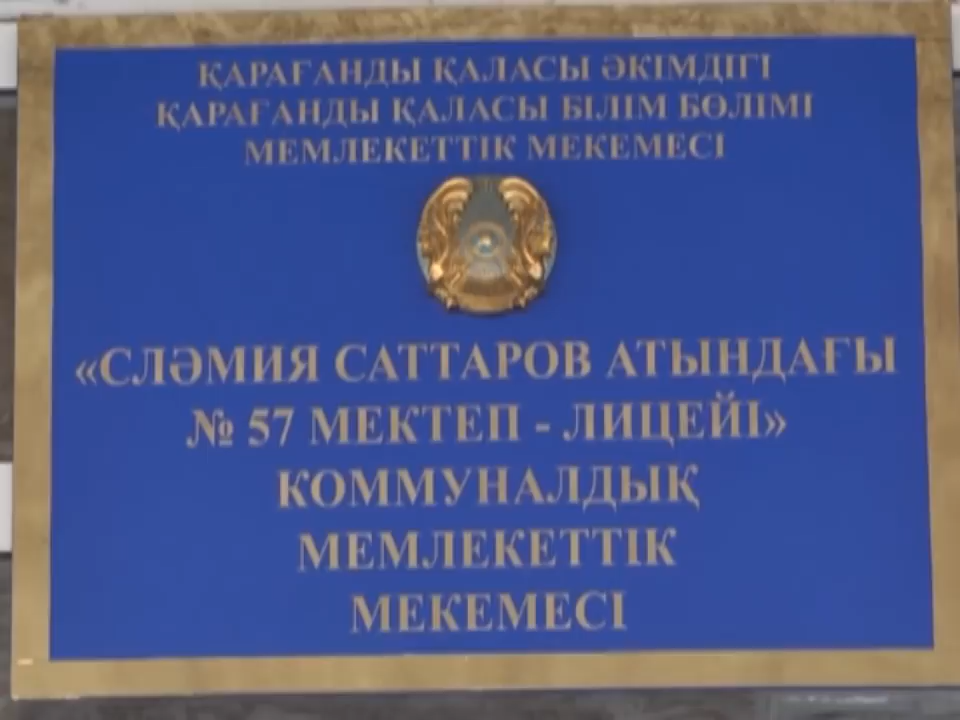 ҚАРАҒАНДЫ ҚАЛАСЫ ӘКІМДІГІ
ҚАРАҒАНДЫ ҚАЛАСЫ БІЛІМ БӨЛІМІ
МЕМЛЕКЕТТІК МЕКЕМЕСІ
«СЛӘМИЯ САТТАРОВ АТЫНДАҒЫ
№ 57 МЕКТЕП - ЛИЦЕЙІ»
КОММУНАЛДЫҚ
МЕМЛЕКЕТТІК
МЕКЕМЕСІ